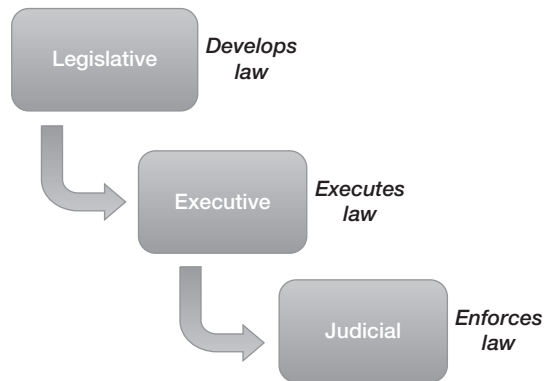 Legislative
Develops
law
Executive
Executes
law
Judicial
Enforces
law